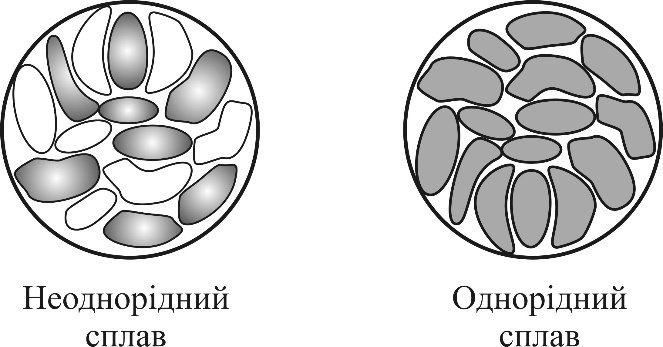 Неоднорідний
сплав
Однорідний
сплав